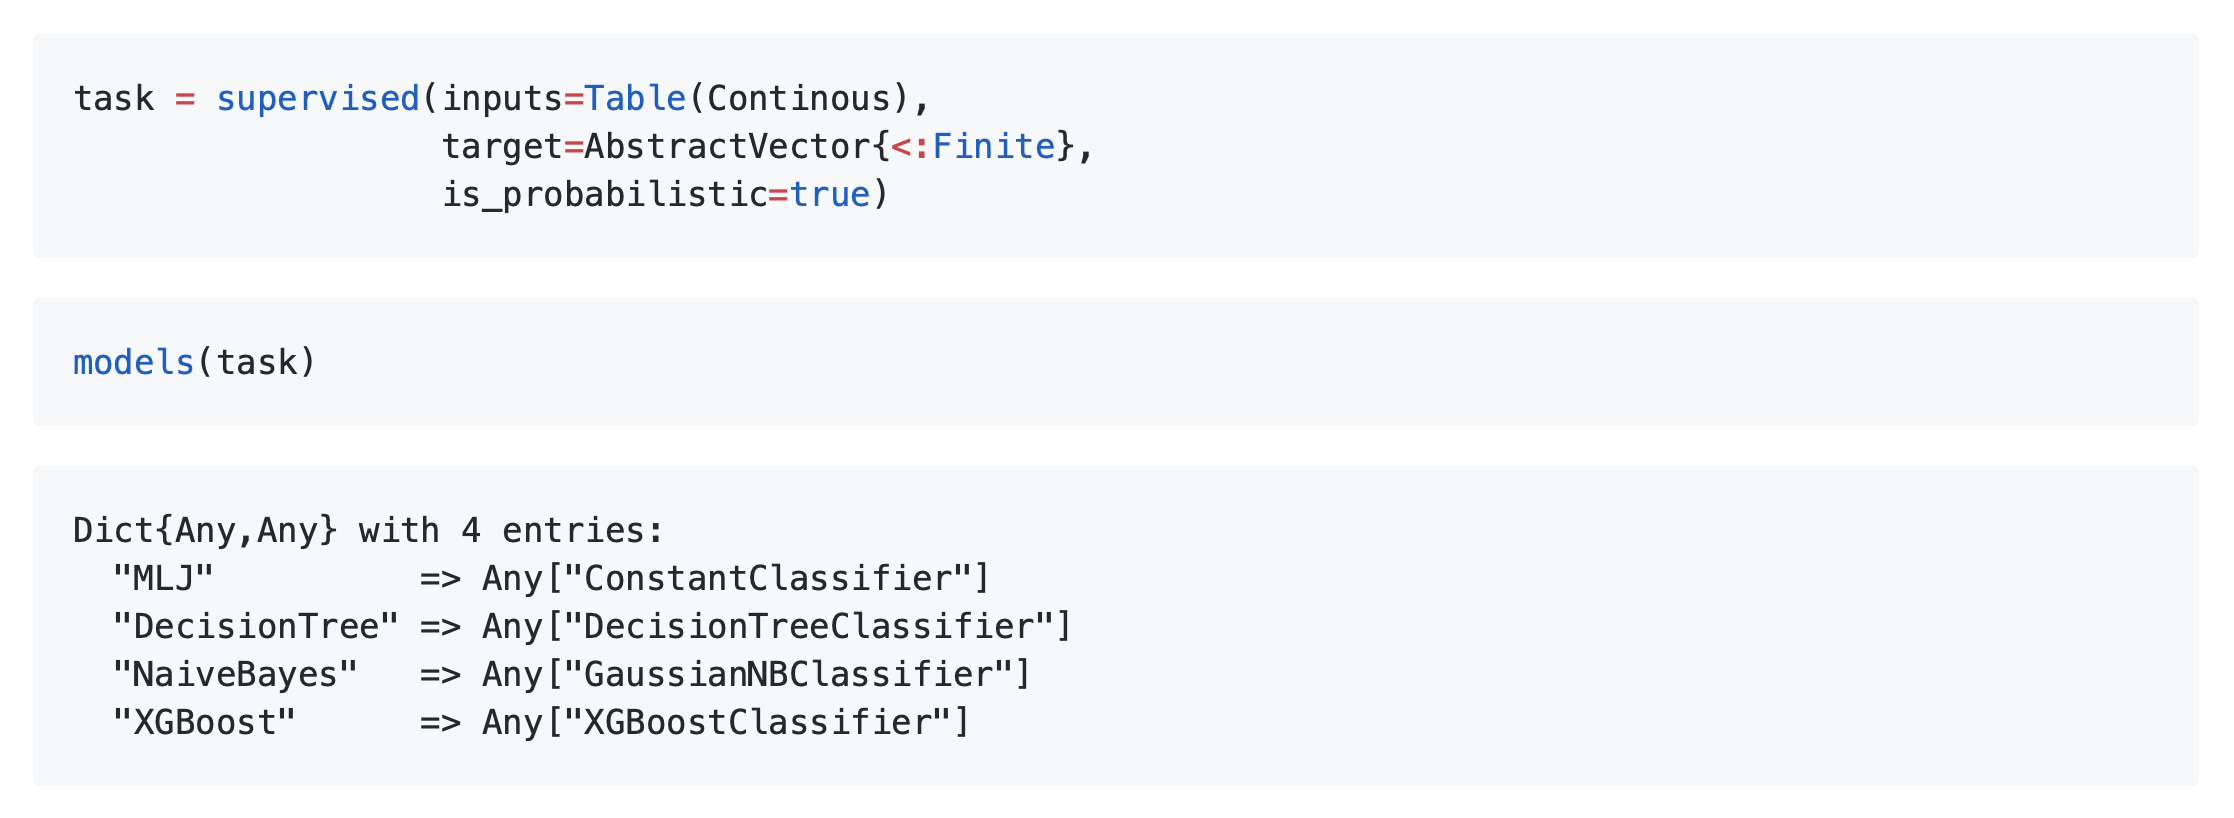 task = supervised(inputs=Table(Continous),
                  target=AbstractVector{<:Finite},
                  is_probabilistic=true)
models(task)
Dict{Any,Any} with 4 entries:
  "MLJ"          => Any["ConstantClassifier"]
  "DecisionTree" => Any["DecisionTreeClassifier"]
  "NaiveBayes"   => Any["GaussianNBClassifier"]
  "XGBoost"      => Any["XGBoostClassifier"]